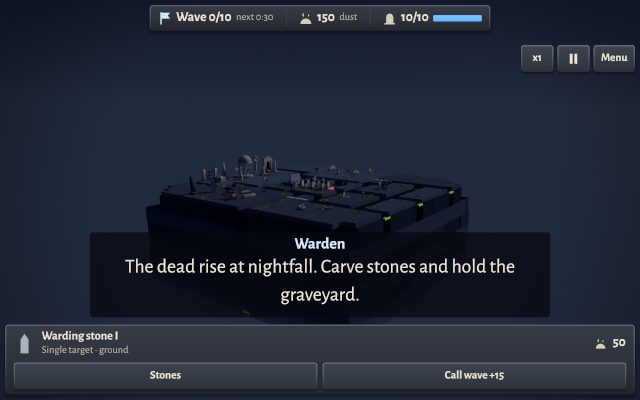 Wave 0/10 next 0:30 150 dust 10/10
x1 Menu
Warden
The dead rise at nightfall. Carve stones and hold the
graveyard.
Warding stone I
Single target · ground
50
Stones Call wave +15